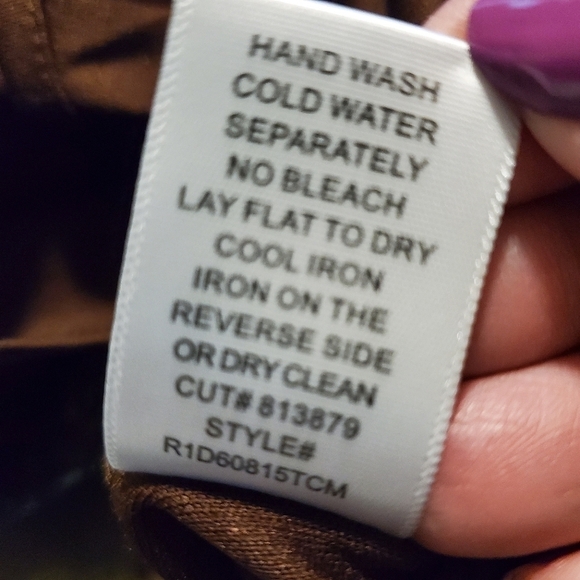 HAND WASH
COLD WATER
SEPARATELY
NO BLEACH
LAY FLAT TO DRY
COOL IRON
IRON ON THE
REVERSE SIDE
OR DRY CLEAN
CUT# 813879
STYLE#
R1D60815TCM